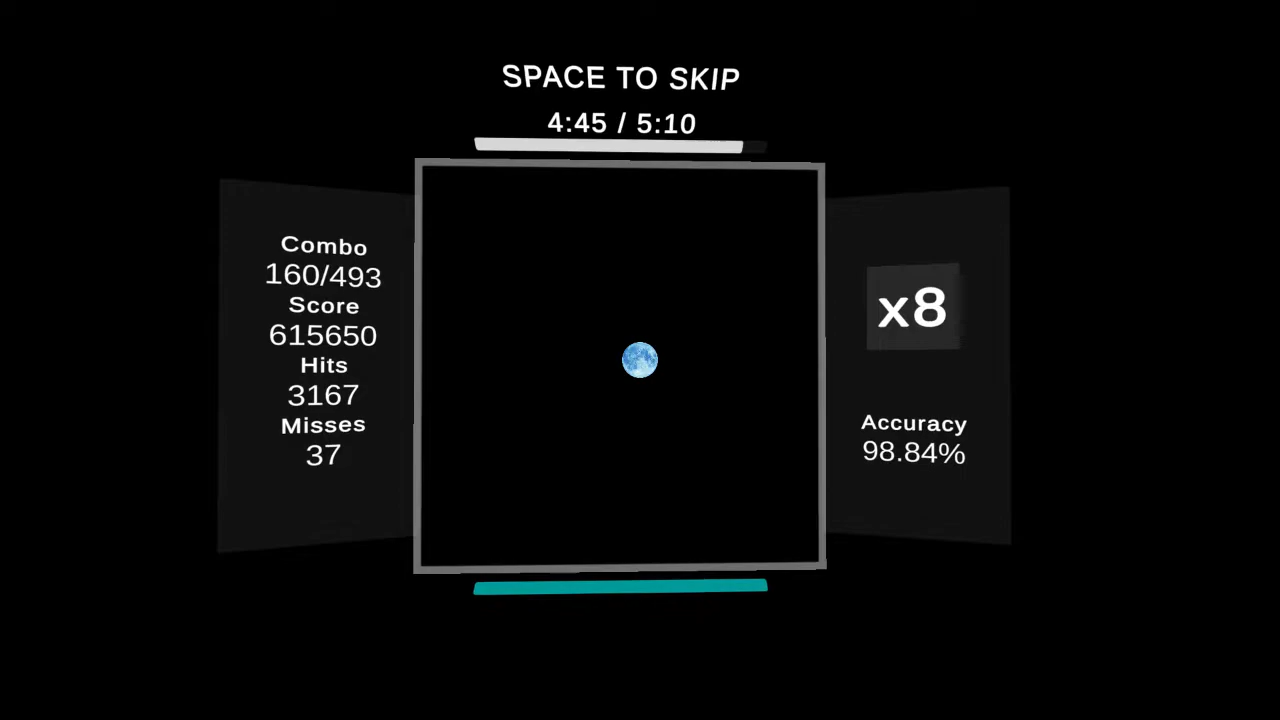 SPACE TO SKIP
4:45 / 5:10
Combo
160/493
Score
615650
Hits
3167
Misses
37
x8
Accuracy
98.84%